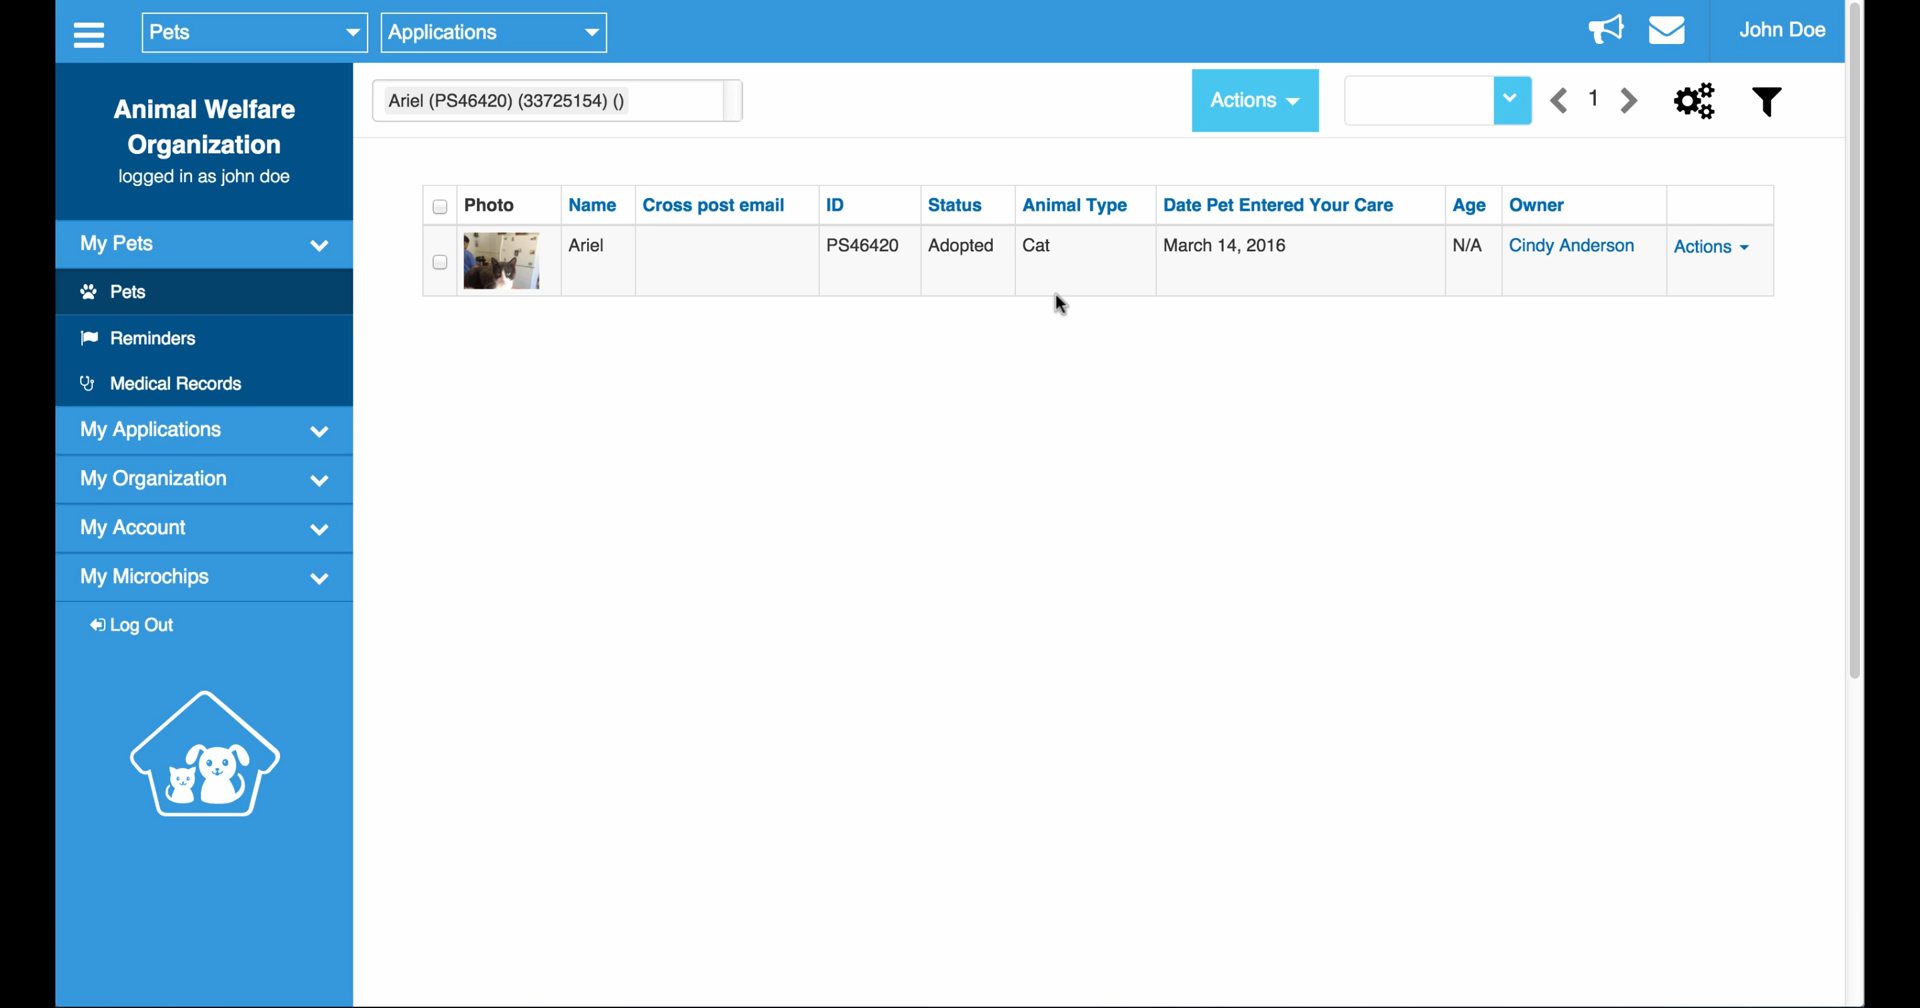 Pets
Applications
John Doe
Animal Welfare
Organization
logged in as john doe
Ariel (PS46420) (33725154) ()
Actions
1
My Pets
Pets
Reminders
Medical Records
My Applications
My Organization
My Account
My Microchips
Log Out
Photo Name Cross post email ID Status Animal Type Date Pet Entered Your Care Age Owner
Ariel PS46420 Adopted Cat March 14, 2016 N/A Cindy Anderson Actions